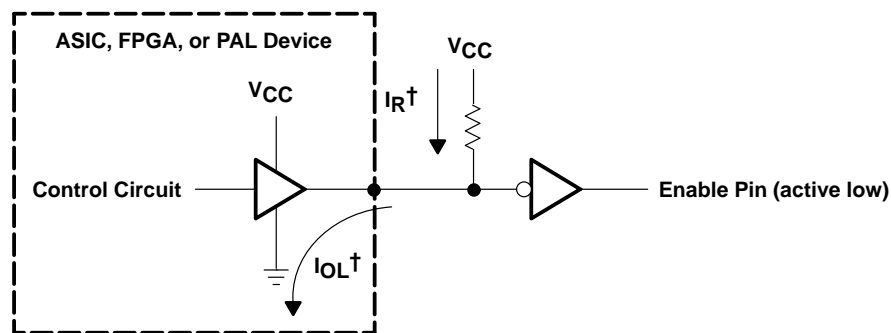 ASIC, FPGA, or PAL Device
VCC
VCC
IR†
Control Circuit
Enable Pin (active low)
IOL†